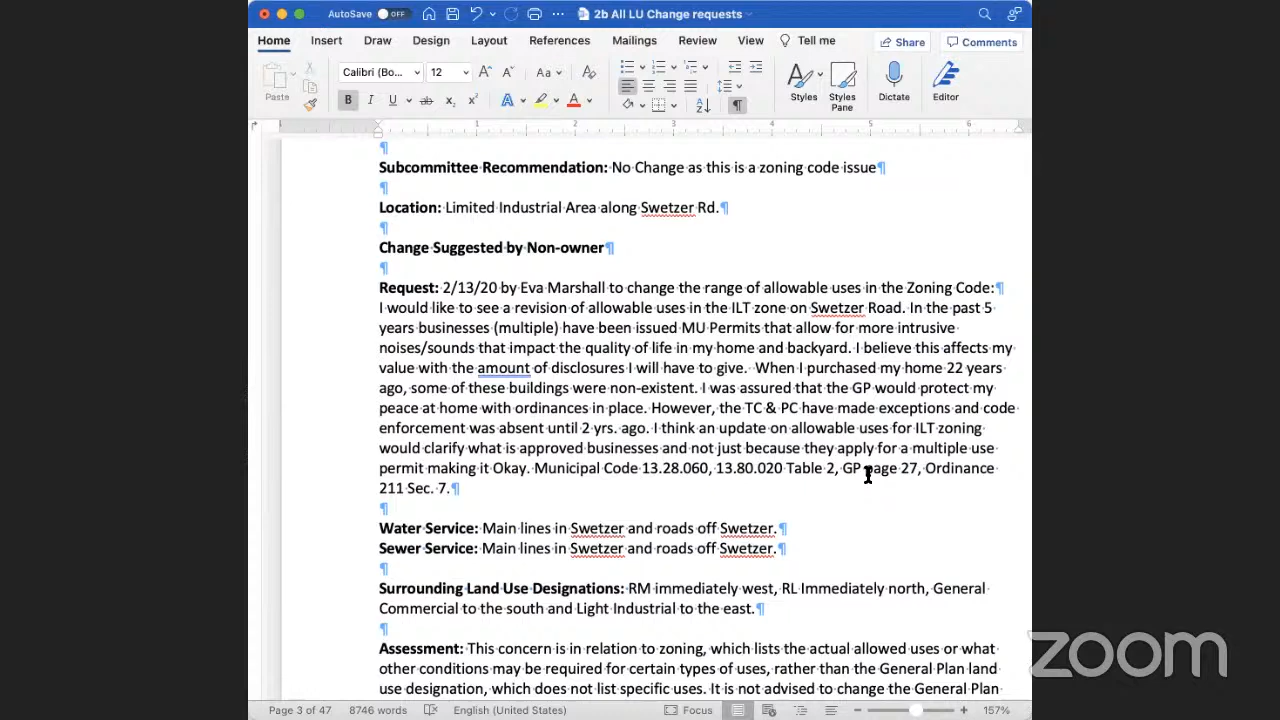 AutoSave OFF 2b All LU Change requests
Home Insert Draw Design Layout References Mailings Review View Tell me Share Comments
Paste Calibri (Bo... 12 Styles Styles Pane Dictate Editor
1 2 3 4 5 6
Subcommittee Recommendation: No Change as this is a zoning code issue¶
Location: Limited Industrial Area along Swetzer Rd.¶
Change Suggested by Non-owner¶
Request: 2/13/20 by Eva Marshall to change the range of allowable uses in the Zoning Code:¶
I would like to see a revision of allowable uses in the ILT zone on Swetzer Road. In the past 5
years businesses (multiple) have been issued MU Permits that allow for more intrusive
noises/sounds that impact the quality of life in my home and backyard. I believe this affects my
value with the amount of disclosures I will have to give. When I purchased my home 22 years
ago, some of these buildings were non-existent. I was assured that the GP would protect my
peace at home with ordinances in place. However, the TC & PC have made exceptions and code
enforcement was absent until 2 yrs. ago. I think an update on allowable uses for ILT zoning
would clarify what is approved businesses and not just because they apply for a multiple use
permit making it Okay. Municipal Code 13.28.060, 13.80.020 Table 2, GP page 27, Ordinance
211 Sec. 7.¶
Water Service: Main lines in Swetzer and roads off Swetzer.¶
Sewer Service: Main lines in Swetzer and roads off Swetzer.¶
Surrounding Land Use Designations: RM immediately west, RL Immediately north, General
Commercial to the south and Light Industrial to the east.¶
Assessment: This concern is in relation to zoning, which lists the actual allowed uses or what
other conditions may be required for certain types of uses, rather than the General Plan land
use designation, which does not list specific uses. It is not advised to change the General Plan
Page 3 of 47 8746 words English (United States) Focus 157%
zoom